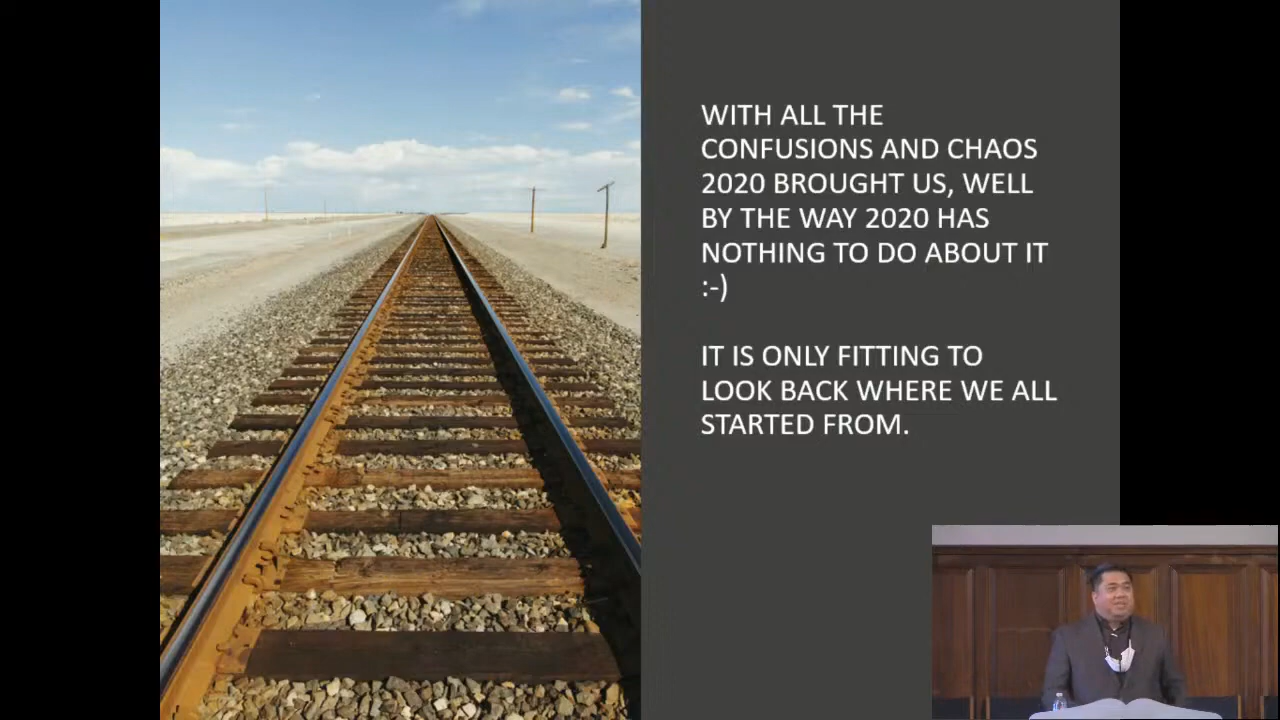 WITH ALL THE
CONFUSIONS AND CHAOS
2020 BROUGHT US, WELL
BY THE WAY 2020 HAS
NOTHING TO DO ABOUT IT
:-)
IT IS ONLY FITTING TO
LOOK BACK WHERE WE ALL
STARTED FROM.